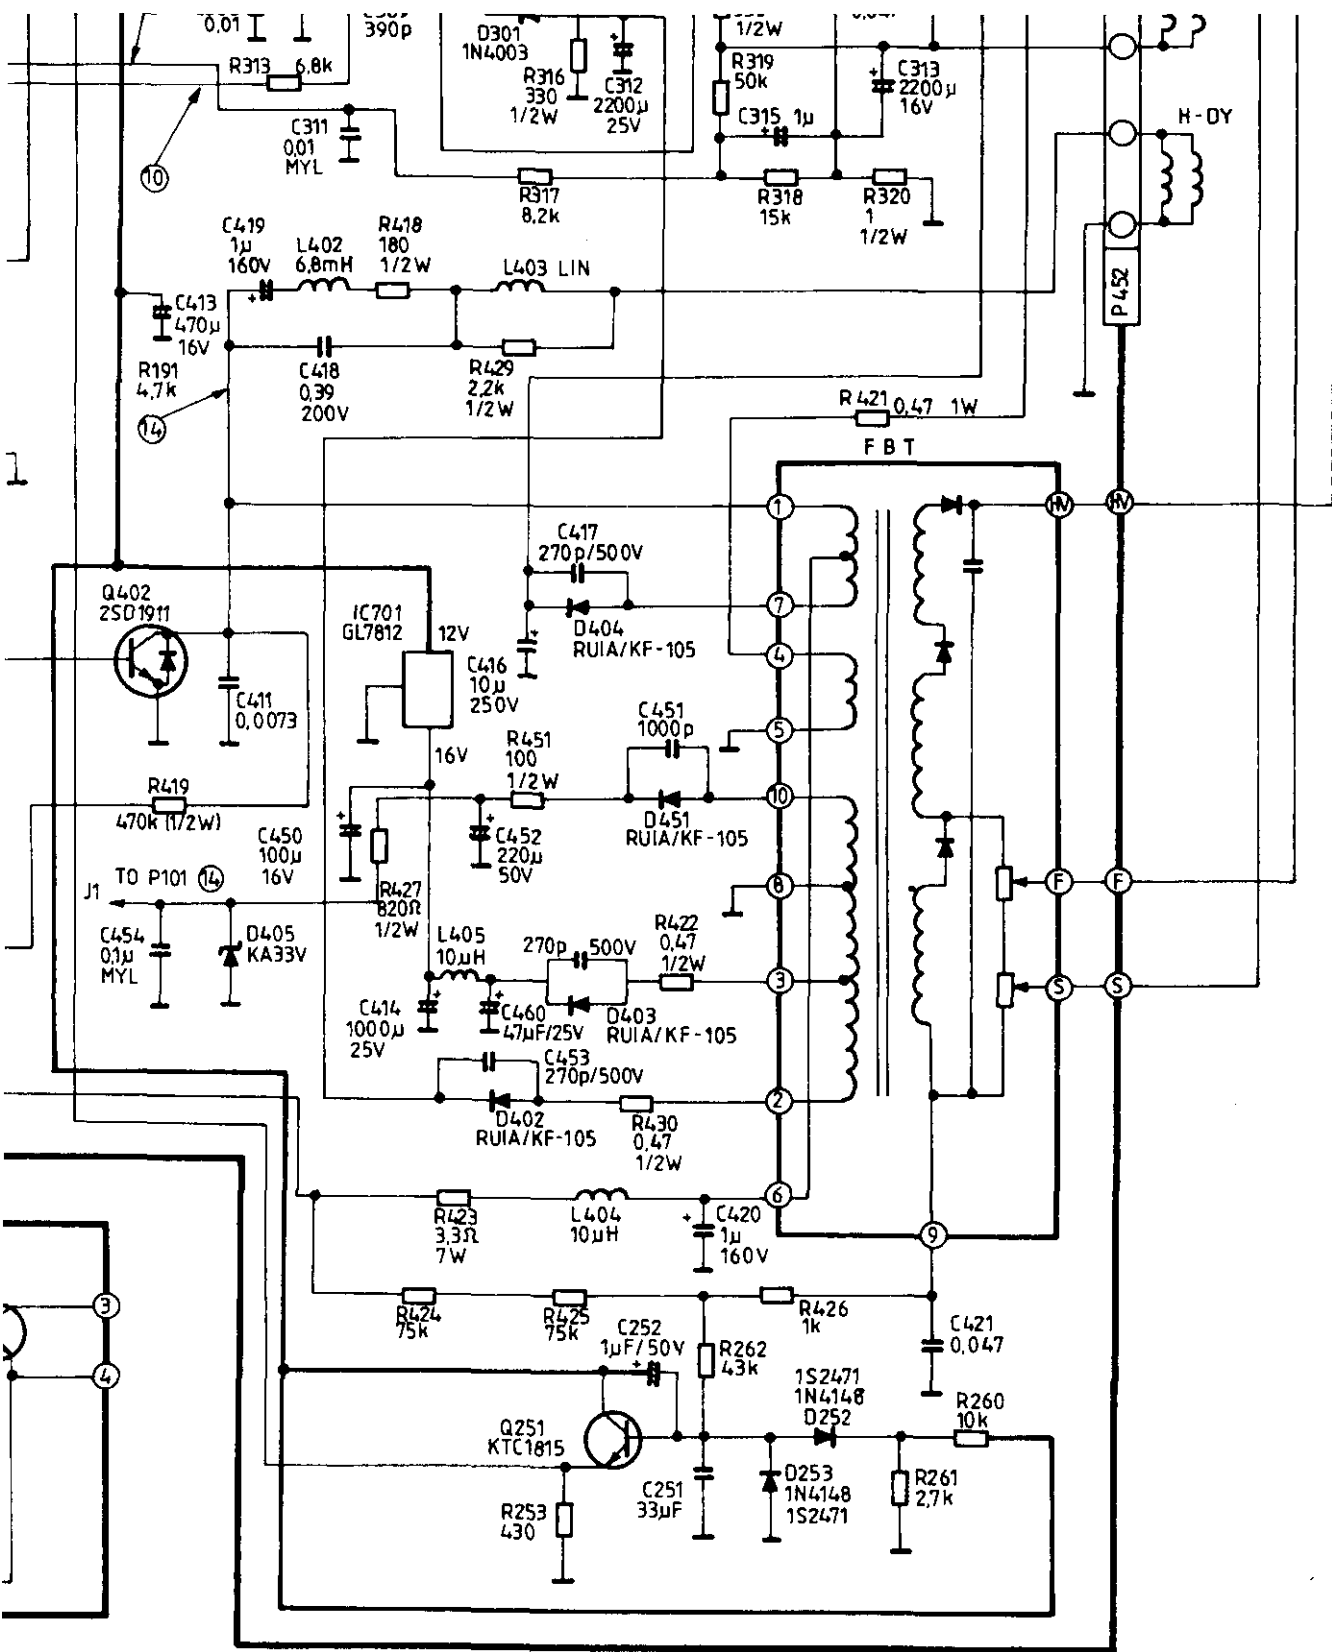 0,01
390p
D301
1N4003
1/2W
R313 6,8k
R316
330
1/2W
C312
2200µ
25V
R319
50k
C313
2200µ
16V
C315 1µ
H-DY
C311
0,01
MYL
10
R317
8,2k
R318
15k
R320
1
1/2W
C419
1µ
160V
L402
6,8mH
R418
180
1/2W
L403 LIN
P452
C413
470µ
16V
R191
4,7k
C418
0,39
200V
R429
2,2k
1/2W
14
R421 0,47 1W
FBT
1
HV
HV
C417
270p/500V
7
D404
RUIA/KF-105
Q402
2SD1911
IC701
GL7812
12V
C416
10µ
250V
4
C411
0,0073
C451
1000p
5
16V
R451
100
1/2W
10
D451
RUIA/KF-105
R419
470k (1/2W)
C450
100µ
16V
C452
220µ
50V
TO P101 14
J1
R427
820Ω
1/2W
8
F
F
C454
0,1µ
MYL
D405
KA33V
L405
10µH
270p 500V
R422
0,47
1/2W
3
S
S
C414
1000µ
25V
C460
47µF/25V
D403
RUIA/KF-105
C453
270p/500V
D402
RUIA/KF-105
R430
0,47
1/2W
2
6
R423
3,3Ω
7W
L404
10µH
C420
1µ
160V
9
3
R424
75k
R425
75k
R426
1k
C421
0,047
C252
1µF/50V
R262
43k
4
1S2471
1N4148
D252
R260
10k
Q251
KTC1815
C251
33µF
D253
1N4148
1S2471
R261
2,7k
R253
430